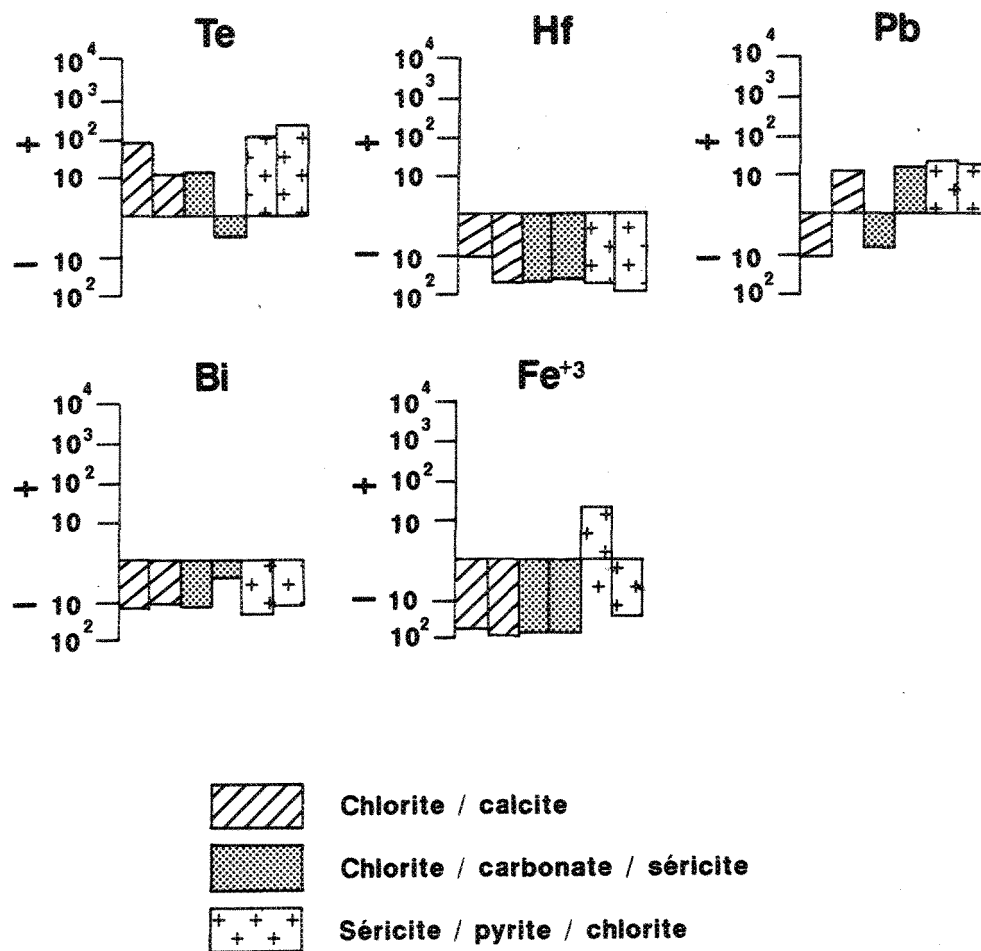 Te Hf Pb
10⁴ 10⁴ 10⁴
10³ 10³ 10³
+ 10² + 10² + 10²
10 10 10
− 10 − 10 − 10
10² 10² 10²
Bi Fe⁺³
10⁴ 10⁴
10³ 10³
+ 10² + 10²
10 10
− 10 − 10
10² 10²
Chlorite / calcite
Chlorite / carbonate / séricite
Séricite / pyrite / chlorite